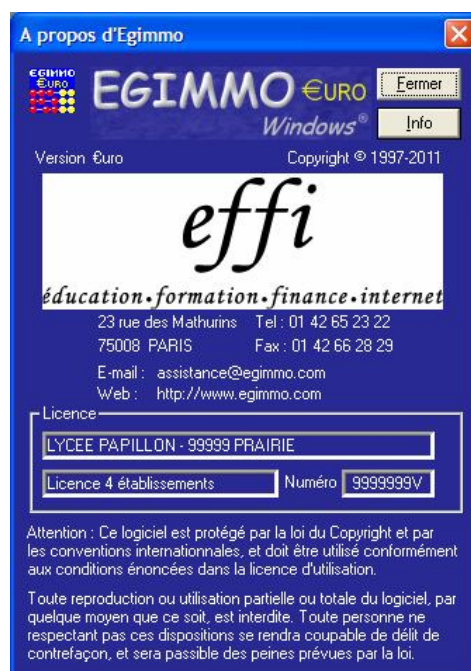 A propos d'Egimmo
EGIMMO
€URO
EGIMMO €URO
Windows®
Fermer
Info
Version €uro Copyright © 1997-2011
effi
éducation•formation•finance•internet
23 rue des Mathurins Tel : 01 42 65 23 22
75008 PARIS Fax : 01 42 66 28 29
E-mail : assistance@egimmo.com
Web : http://www.egimmo.com
Licence
LYCEE PAPILLON - 99999 PRAIRIE
Licence 4 établissements Numéro 9999999V
Attention : Ce logiciel est protégé par la loi du Copyright et par
les conventions internationales, et doit être utilisé conformément
aux conditions énoncées dans la licence d'utilisation.
Toute reproduction ou utilisation partielle ou totale du logiciel, par
quelque moyen que ce soit, est interdite. Toute personne ne
respectant pas ces dispositions se rendra coupable de délit de
contrefaçon, et sera passible des peines prévues par la loi.